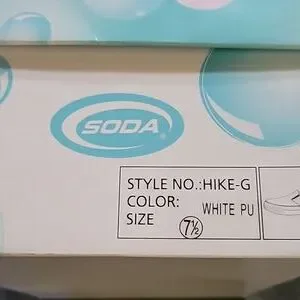 SODA
STYLE NO.:HIKE-G
COLOR: WHITE PU
SIZE 7½